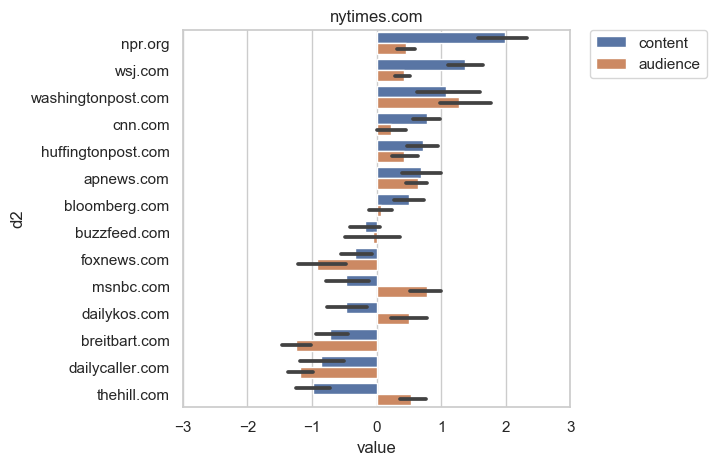 nytimes.com
content
audience
npr.org
wsj.com
washingtonpost.com
cnn.com
huffingtonpost.com
apnews.com
bloomberg.com
buzzfeed.com
foxnews.com
msnbc.com
dailykos.com
breitbart.com
dailycaller.com
thehill.com
d2
−3 −2 −1 0 1 2 3
value